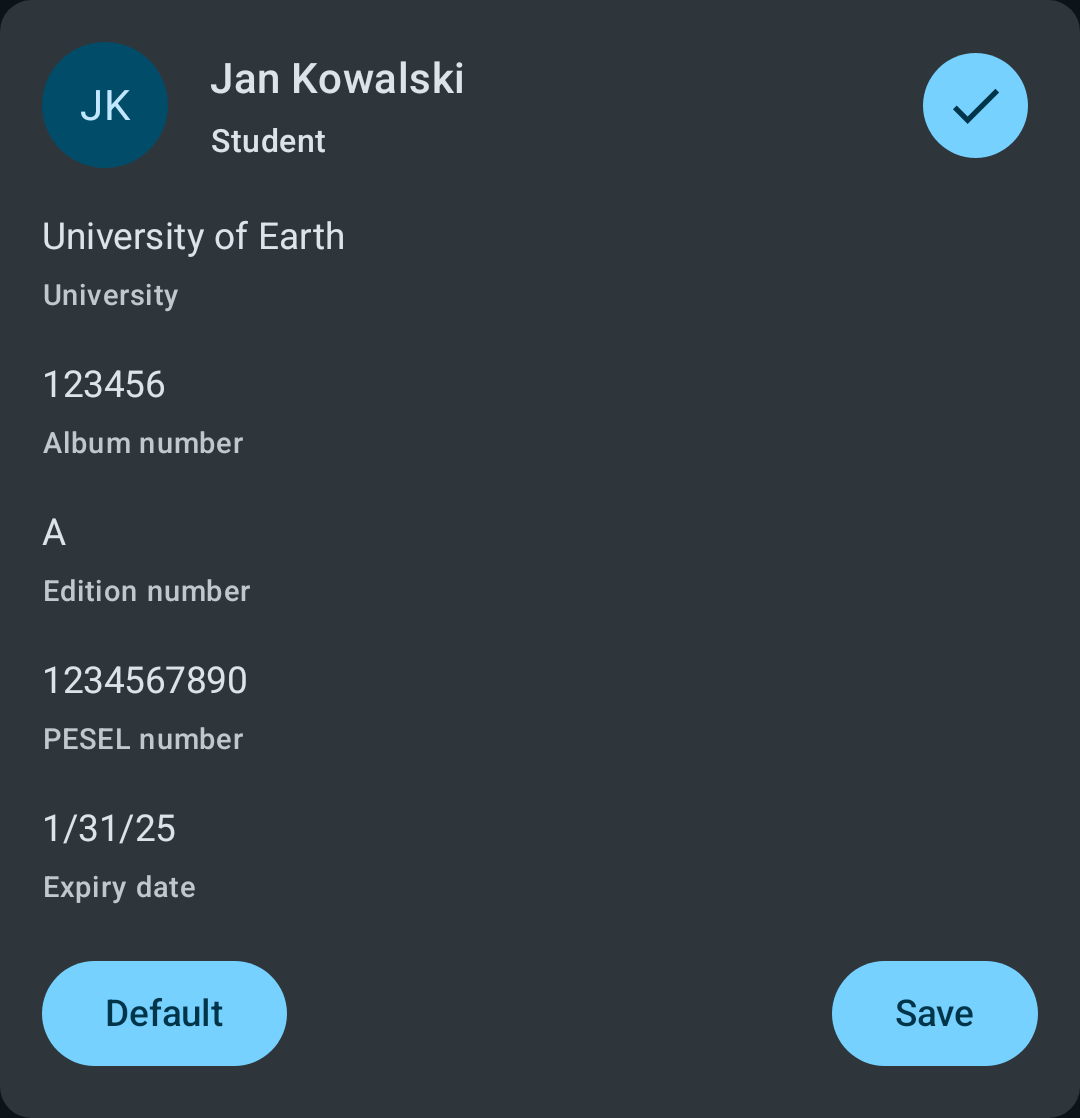 JK
Jan Kowalski
Student
University of Earth
University
123456
Album number
A
Edition number
1234567890
PESEL number
1/31/25
Expiry date
Default
Save